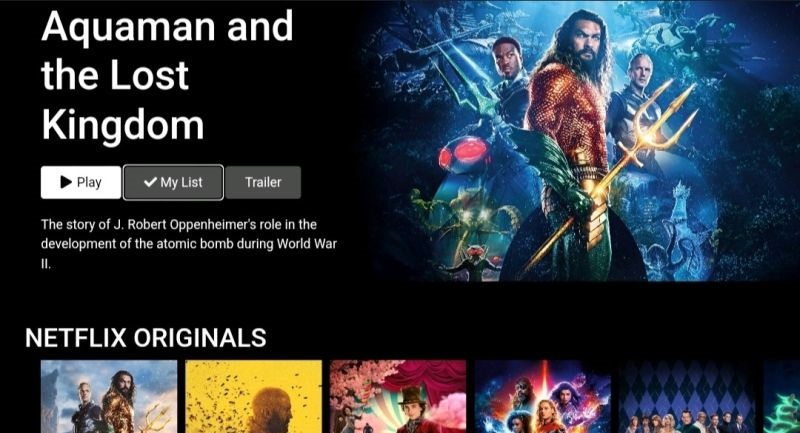 Aquaman and
the Lost
Kingdom
Play My List Trailer
The story of J. Robert Oppenheimer's role in the
development of the atomic bomb during World War
II.
NETFLIX ORIGINALS